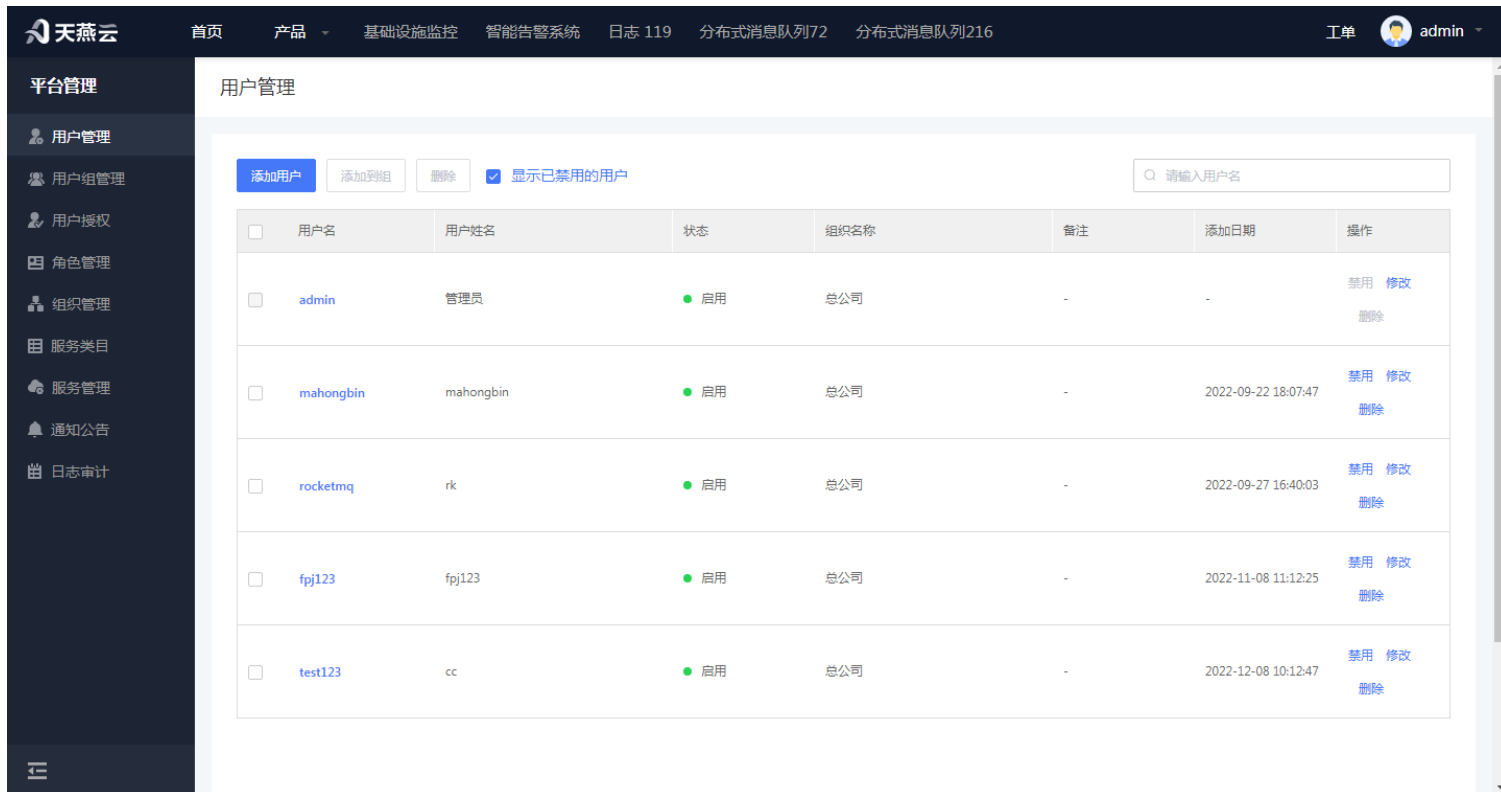 天燕云 首页 产品 基础设施监控 智能告警系统 日志 119 分布式消息队列72 分布式消息队列216 工单 admin
平台管理
用户管理
用户组管理
用户授权
角色管理
组织管理
服务类目
服务管理
通知公告
日志审计
用户管理
添加用户 添加到组 删除 显示已禁用的用户 请输入用户名
用户名 用户姓名 状态 组织名称 备注 添加日期 操作
admin 管理员 启用 总公司 - - 禁用 修改
删除
mahongbin mahongbin 启用 总公司 - 2022-09-22 18:07:47 禁用 修改
删除
rocketmq rk 启用 总公司 - 2022-09-27 16:40:03 禁用 修改
删除
fpj123 fpj123 启用 总公司 - 2022-11-08 11:12:25 禁用 修改
删除
test123 cc 启用 总公司 - 2022-12-08 10:12:47 禁用 修改
删除